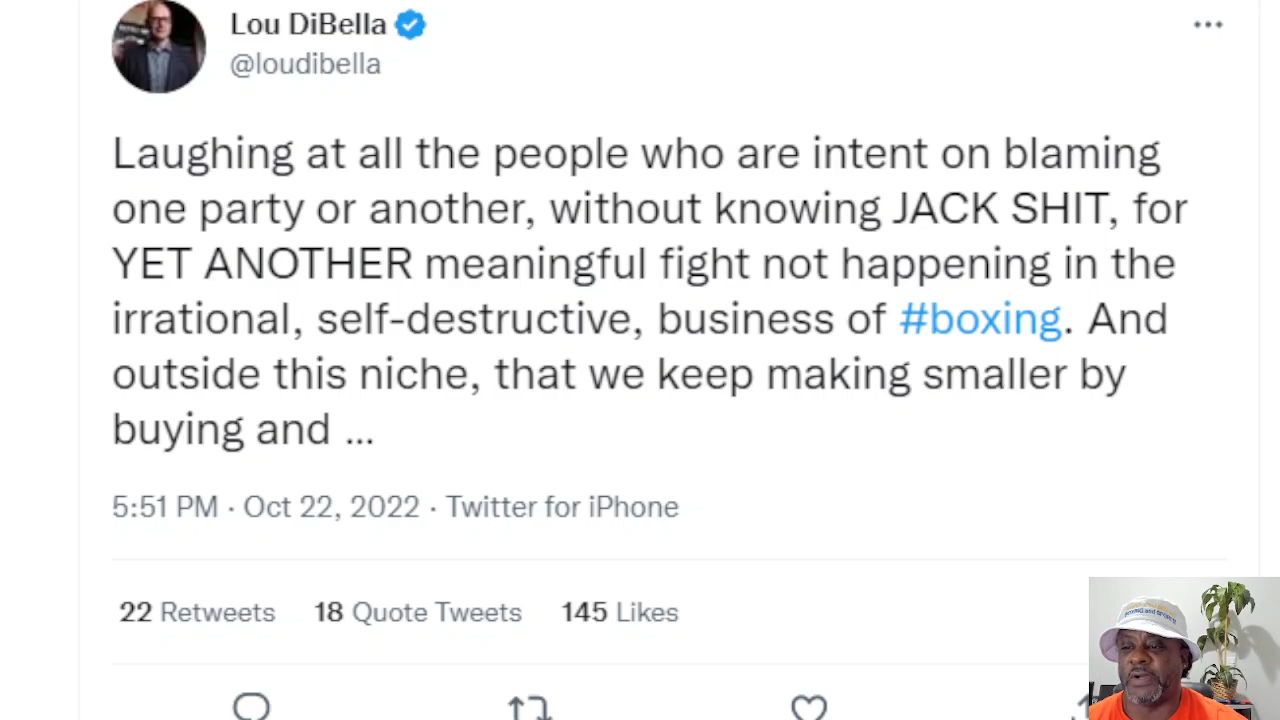 Lou DiBella
@loudibella
Laughing at all the people who are intent on blaming
one party or another, without knowing JACK SHIT, for
YET ANOTHER meaningful fight not happening in the
irrational, self-destructive, business of #boxing. And
outside this niche, that we keep making smaller by
buying and ...
5:51 PM · Oct 22, 2022 · Twitter for iPhone
22 Retweets 18 Quote Tweets 145 Likes